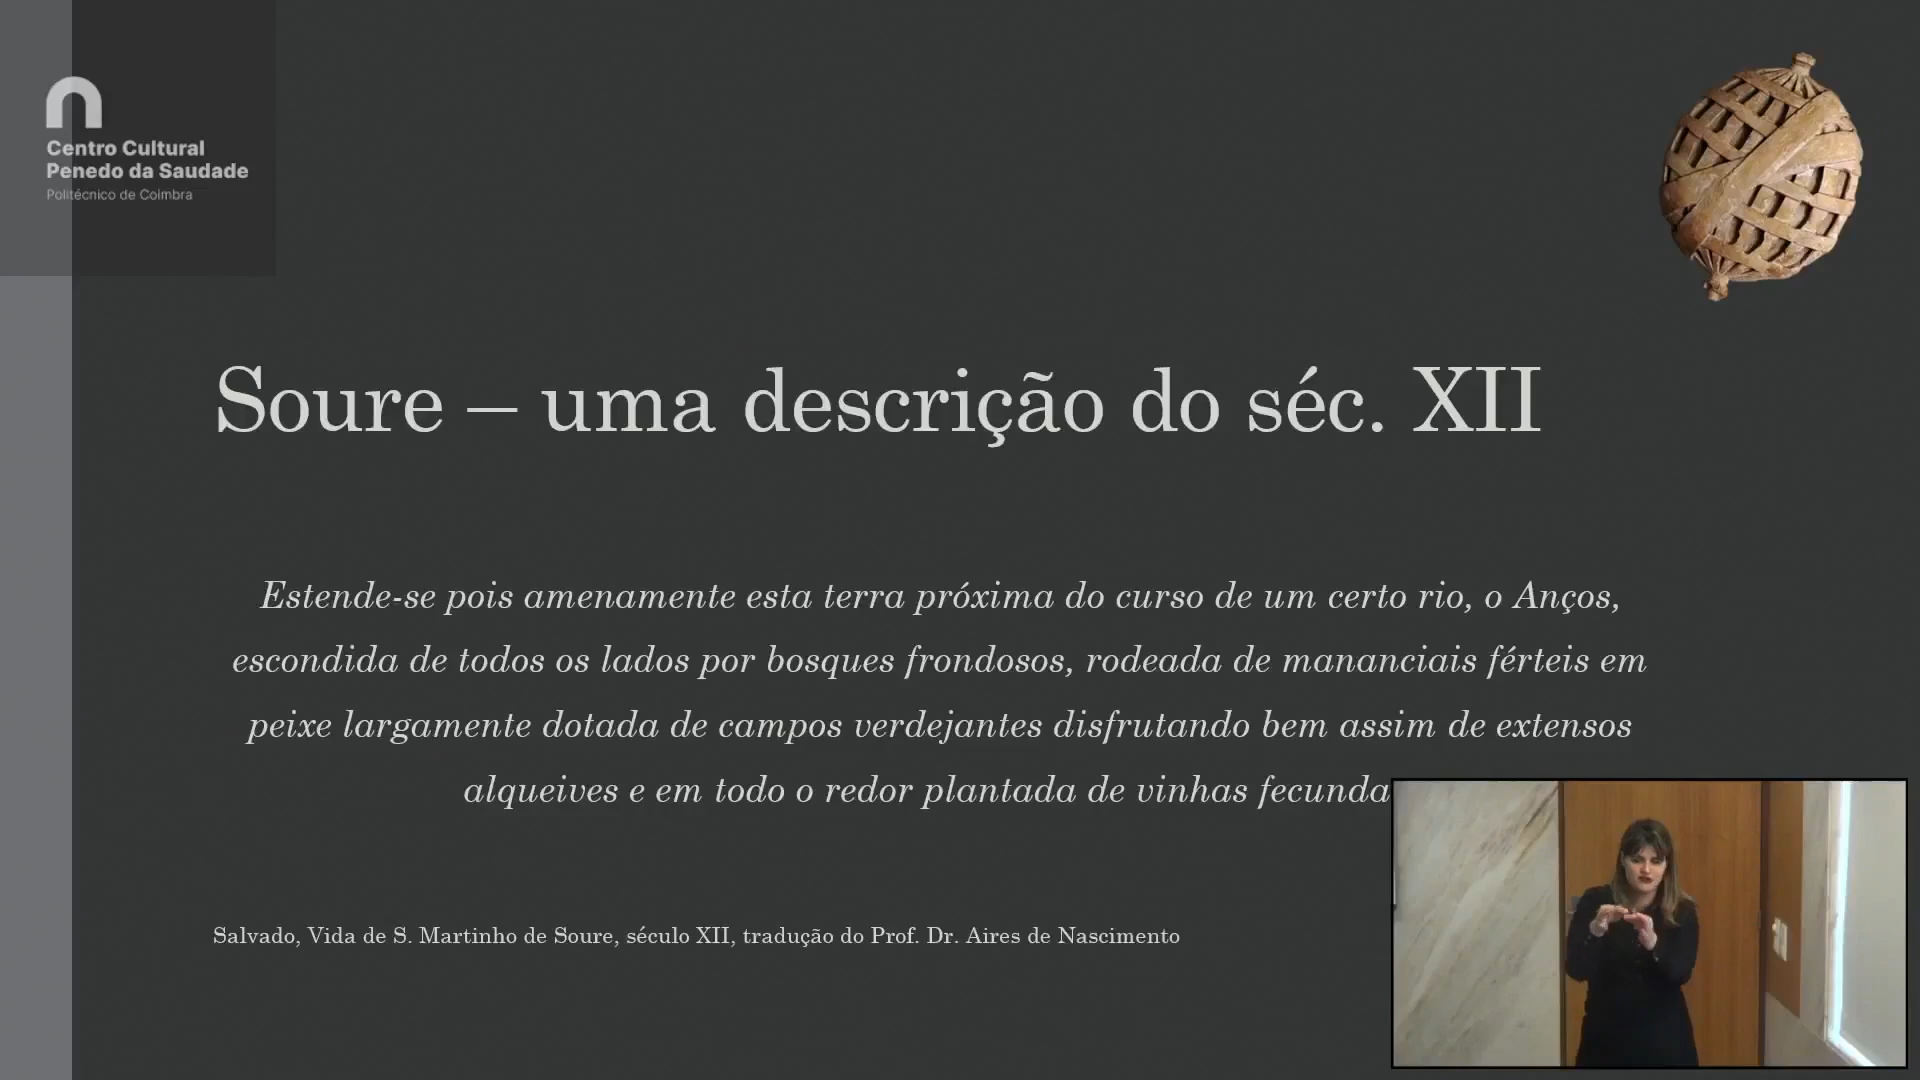 Centro Cultural
Penedo da Saudade
Politécnico de Coimbra
Soure – uma descrição do séc. XII
Estende-se pois amenamente esta terra próxima do curso de um certo rio, o Anços,
escondida de todos os lados por bosques frondosos, rodeada de mananciais férteis em
peixe largamente dotada de campos verdejantes disfrutando bem assim de extensos
alqueives e em todo o redor plantada de vinhas fecunda
Salvado, Vida de S. Martinho de Soure, século XII, tradução do Prof. Dr. Aires de Nascimento